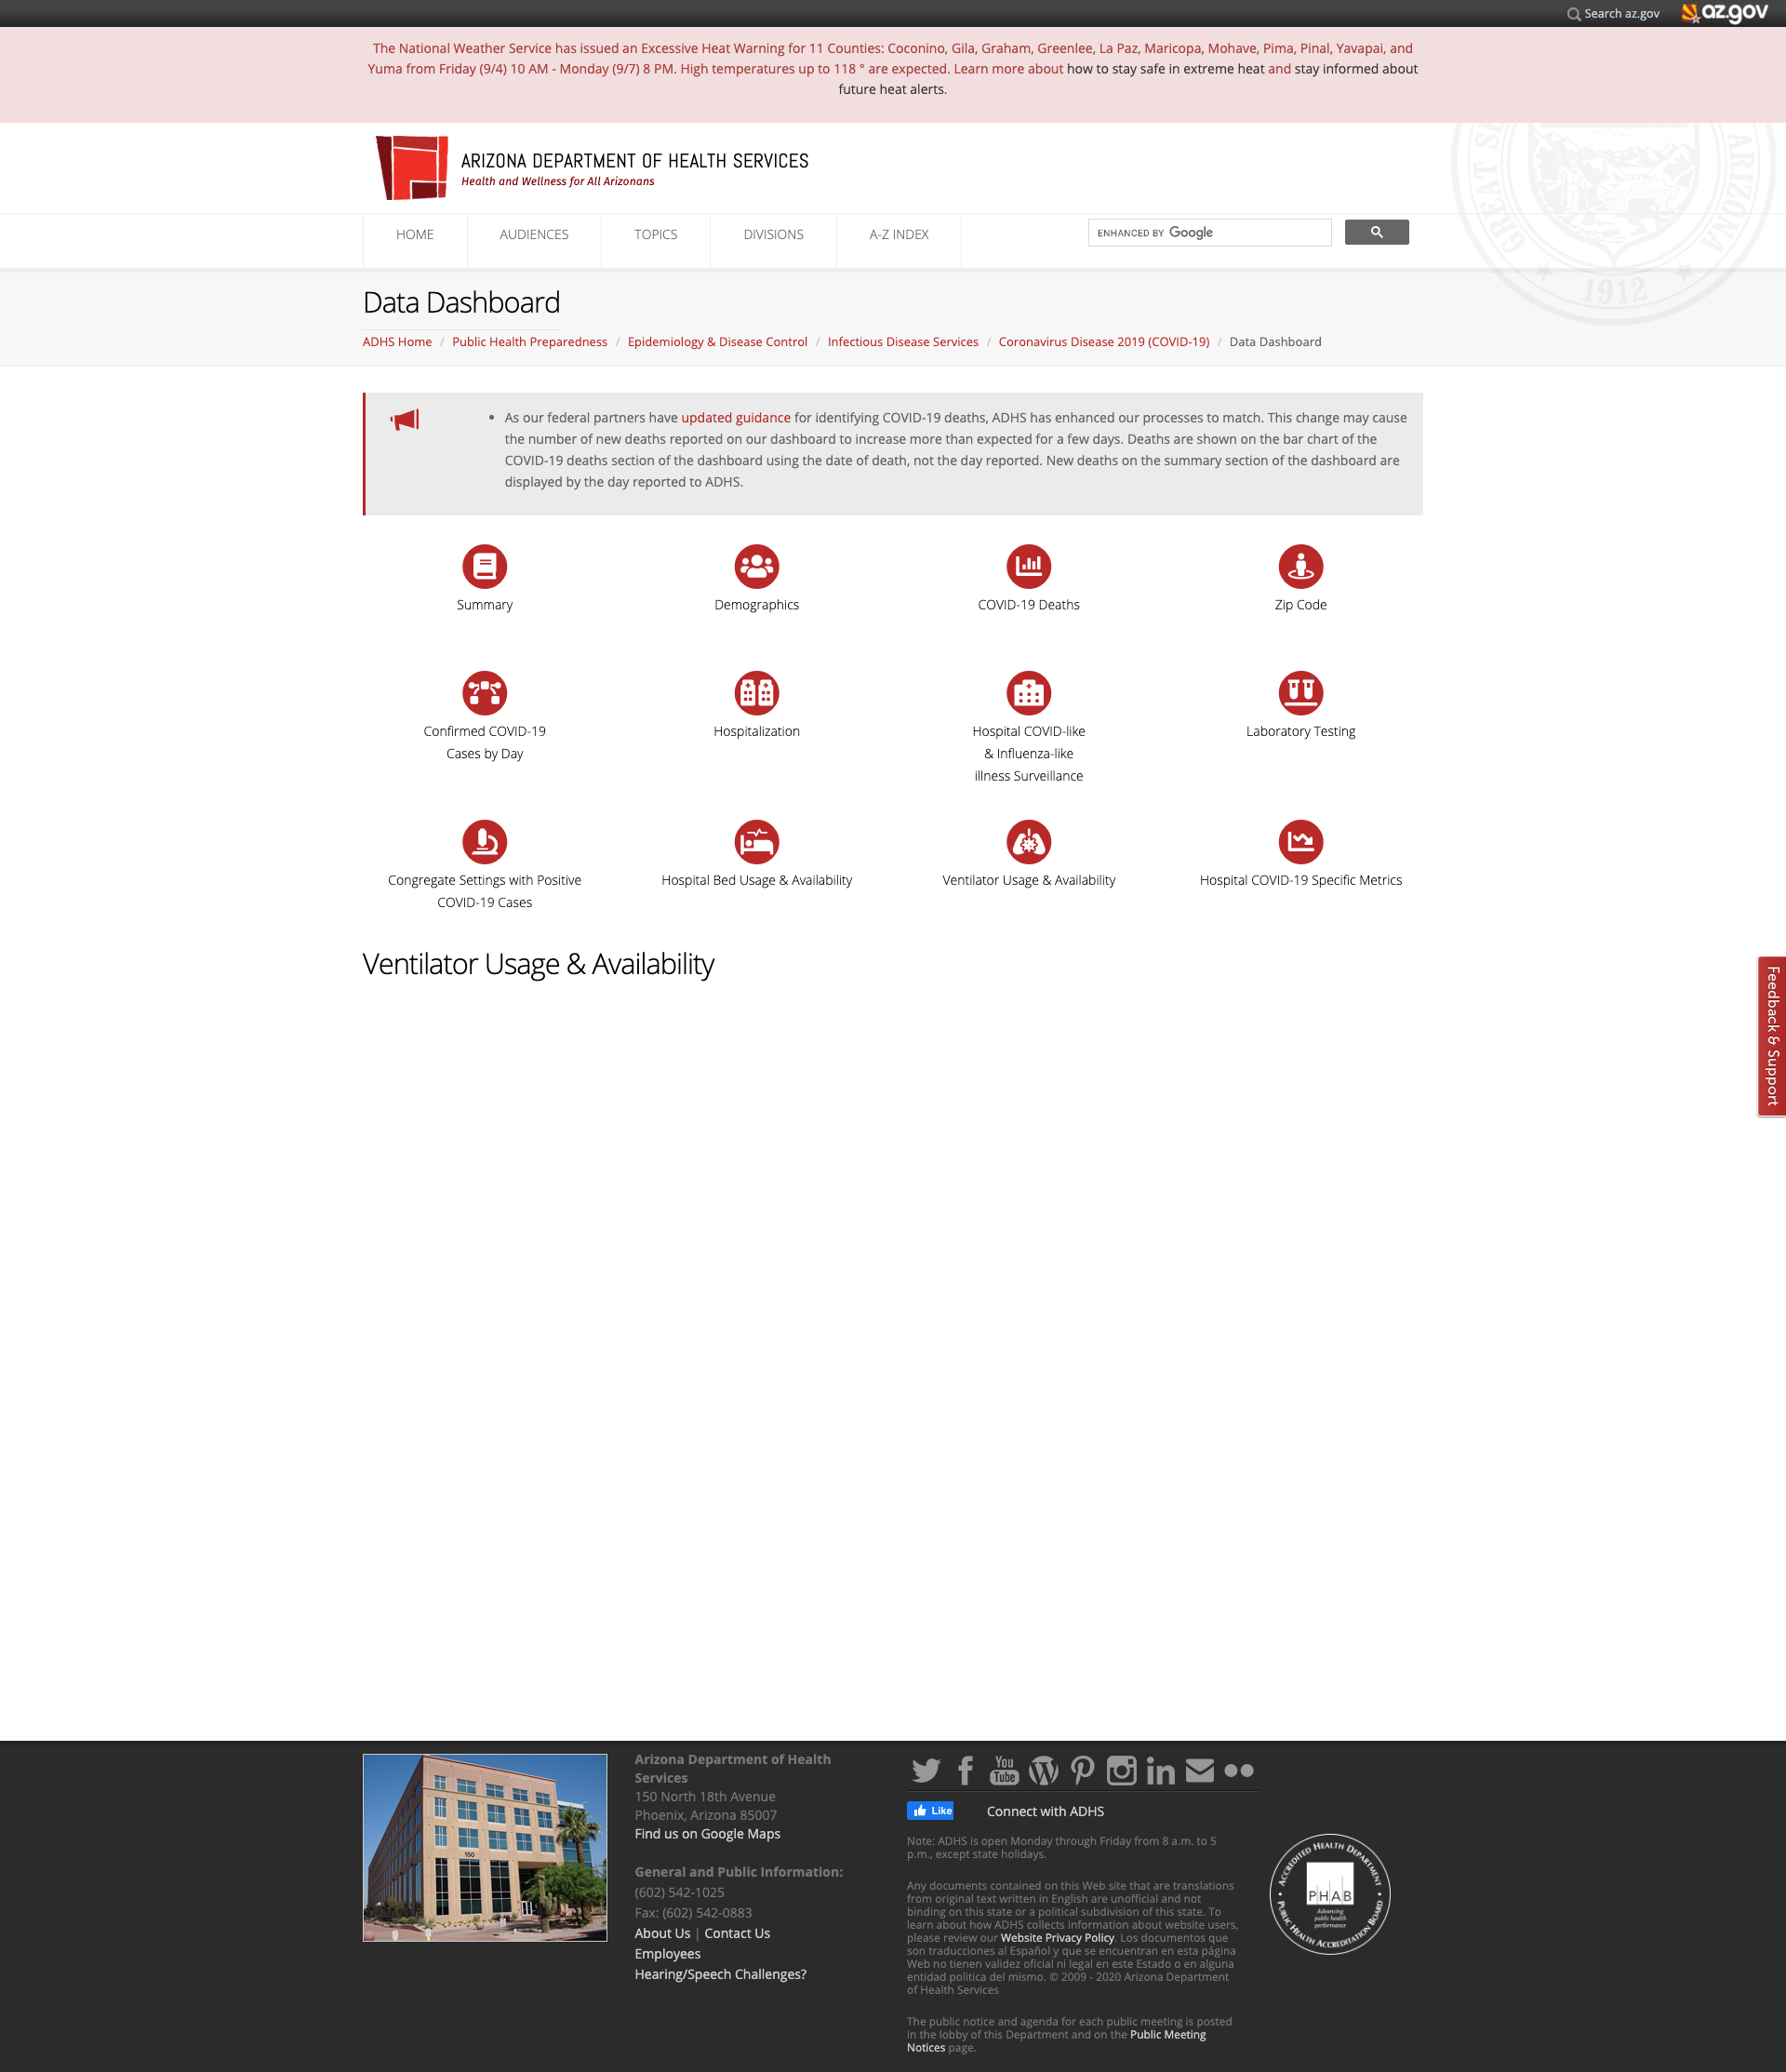 Search az.gov
az.gov
The National Weather Service has issued an Excessive Heat Warning for 11 Counties: Coconino, Gila, Graham, Greenlee, La Paz, Maricopa, Mohave, Pima, Pinal, Yavapai, and
Yuma from Friday (9/4) 10 AM - Monday (9/7) 8 PM. High temperatures up to 118 ° are expected. Learn more about how to stay safe in extreme heat and stay informed about
future heat alerts.
ARIZONA DEPARTMENT OF HEALTH SERVICES
Health and Wellness for All Arizonans
GREAT
ARIZONA
1912
HOME
AUDIENCES
TOPICS
DIVISIONS
A-Z INDEX
ENHANCED BY Google
Data Dashboard
ADHS Home / Public Health Preparedness / Epidemiology & Disease Control / Infectious Disease Services / Coronavirus Disease 2019 (COVID-19) / Data Dashboard
• As our federal partners have updated guidance for identifying COVID-19 deaths, ADHS has enhanced our processes to match. This change may cause
the number of new deaths reported on our dashboard to increase more than expected for a few days. Deaths are shown on the bar chart of the
COVID-19 deaths section of the dashboard using the date of death, not the day reported. New deaths on the summary section of the dashboard are
displayed by the day reported to ADHS.
Summary
Demographics
COVID-19 Deaths
Zip Code
Confirmed COVID-19
Cases by Day
Hospitalization
Hospital COVID-like
& Influenza-like
illness Surveillance
Laboratory Testing
Congregate Settings with Positive
COVID-19 Cases
Hospital Bed Usage & Availability
Ventilator Usage & Availability
Hospital COVID-19 Specific Metrics
Ventilator Usage & Availability
Feedback & Support
150
Arizona Department of Health
Services
150 North 18th Avenue
Phoenix, Arizona 85007
Find us on Google Maps
General and Public Information:
(602) 542-1025
Fax: (602) 542-0883
About Us | Contact Us
Employees
Hearing/Speech Challenges?
You
Tube
Like
Connect with ADHS
Note: ADHS is open Monday through Friday from 8 a.m. to 5
p.m., except state holidays.
Any documents contained on this Web site that are translations
from original text written in English are unofficial and not
binding on this state or a political subdivision of this state. To
learn about how ADHS collects information about website users,
please review our Website Privacy Policy. Los documentos que
son traducciones al Español y que se encuentran en esta página
Web no tienen validez oficial ni legal en este Estado o en alguna
entidad politica del mismo. © 2009 - 2020 Arizona Department
of Health Services
The public notice and agenda for each public meeting is posted
in the lobby of this Department and on the Public Meeting
Notices page.
ACCREDITED HEALTH DEPARTMENT
PHAB
Advancing
public health
performance
PUBLIC HEALTH ACCREDITATION BOARD